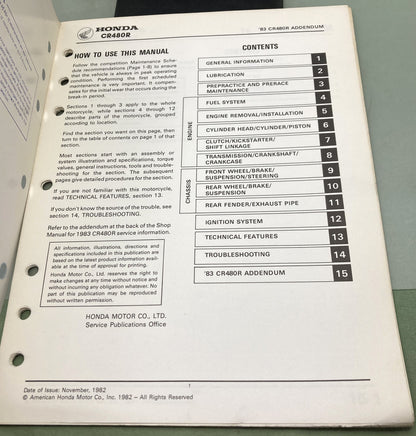 HONDA
CR480R
'83 CR480R ADDENDUM
HOW TO USE THIS MANUAL
Follow the competition Maintenance Sche-
dule recommendations (Page 1-8) to ensure
that the vehicle is always in peak operating
condition. Performing the first scheduled
maintenance is very important. It compen-
sates for the initial wear that occurs during the
break-in period.
Sections 1 through 3 apply to the whole
motorcycle, while sections 4 through 12
describe parts of the motorcycle, grouped
according to location.
Find the section you want on this page, then
turn to the table of contents on page 1 of that
section.
Most sections start with an assembly or
system illustration and specifications, torque
values, general instructions, tools and trouble-
shooting for the section. The subsequent
pages give detailed procedures for the section.
If you are not familiar with this motorcycle,
read TECHNICAL FEATURES, section 13.
If you don't know the source of the trouble, see
section 14, TROUBLESHOOTING.
Refer to the addendum at the back of the Shop
Manual for 1983 CR480R service information.
All information, illustrations, directions and
specifications included in this publication are
based on the latest product information avail-
able at the time of approval for printing.
Honda Motor Co., Ltd. reserves the right to
make changes at any time without notice and
without incurring any obligation whatever. No
part of this publication may be reproduced
without written permission.
HONDA MOTOR CO., LTD.
Service Publications Office
CONTENTS
GENERAL INFORMATION 1
LUBRICATION 2
PREPRACTICE AND PRERACE
MAINTENANCE 3
ENGINE
FUEL SYSTEM 4
ENGINE REMOVAL/INSTALLATION 5
CYLINDER HEAD/CYLINDER/PISTON 6
CLUTCH/KICKSTARTER/
SHIFT LINKAGE 7
TRANSMISSION/CRANKSHAFT/
CRANKCASE 8
CHASSIS
FRONT WHEEL/BRAKE/
SUSPENSION/STEERING 9
REAR WHEEL/BRAKE/
SUSPENSION 10
REAR FENDER/EXHAUST PIPE 11
IGNITION SYSTEM 12
TECHNICAL FEATURES 13
TROUBLESHOOTING 14
'83 CR480R ADDENDUM 15
Date of Issue: November, 1982
© American Honda Motor Co., Inc. 1982 – All Rights Reserved